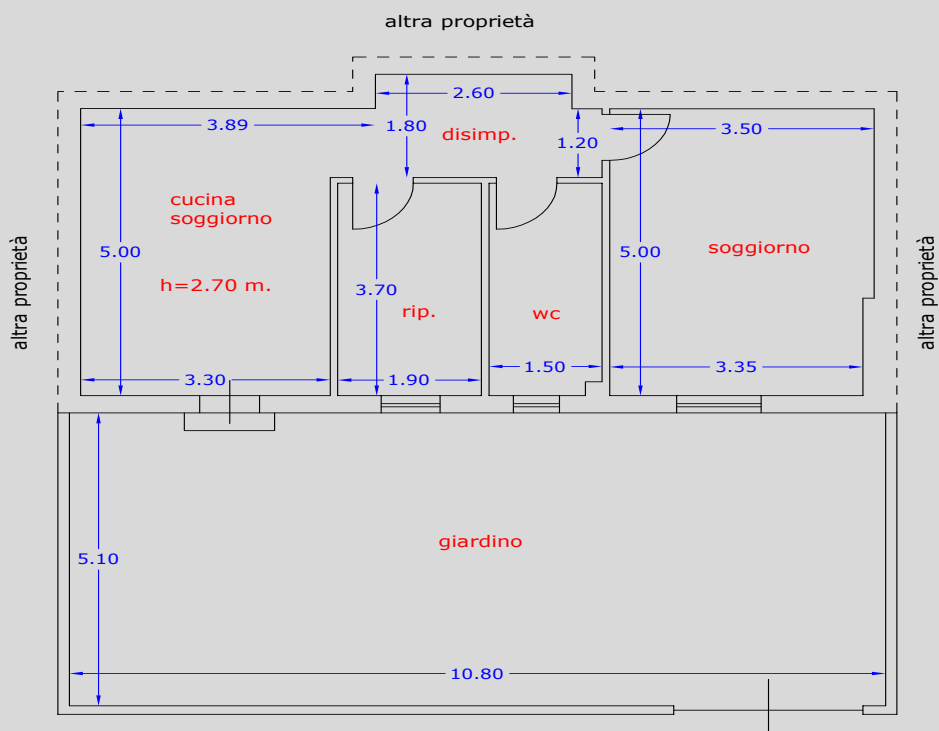 altra proprietà
2.60
3.89
1.80
disimp.
1.20
3.50
cucina
soggiorno
5.00
h=2.70 m.
3.70
rip.
wc
5.00
soggiorno
altra proprietà
altra proprietà
3.30
1.90
1.50
3.35
giardino
5.10
10.80